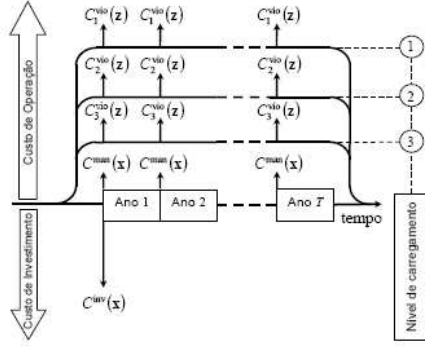 C₁ᵛⁱᵒ(z) C₁ᵛⁱᵒ(z) C₁ᵛⁱᵒ(z)
1
C₂ᵛⁱᵒ(z) C₂ᵛⁱᵒ(z) C₂ᵛⁱᵒ(z)
2
C₃ᵛⁱᵒ(z) C₃ᵛⁱᵒ(z) C₃ᵛⁱᵒ(z)
3
Cᵐᵃⁿ(x) Cᵐᵃⁿ(x) Cᵐᵃⁿ(x)
Ano 1 Ano 2 Ano T
tempo
Cⁱⁿᵛ(x)
Custo de Operação
Custo de Investimento
Nível de carregamento